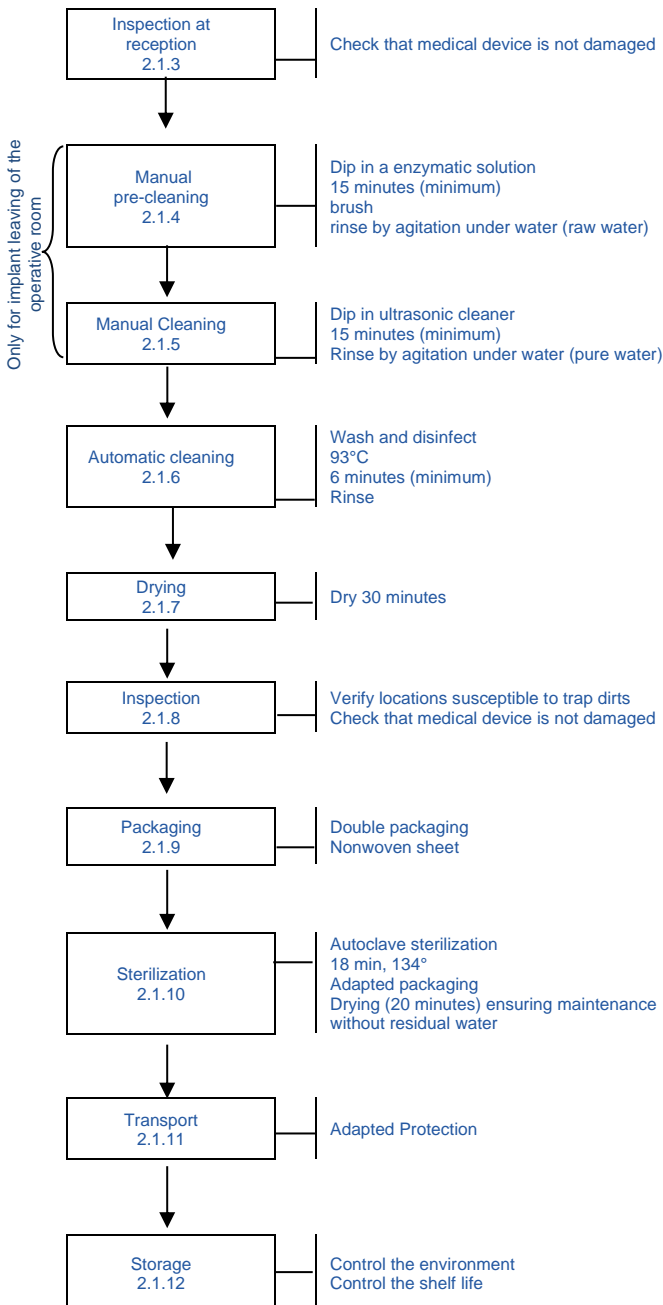 Inspection at
reception
2.1.3
Check that medical device is not damaged
Only for implant leaving of the
operative room
Manual
pre-cleaning
2.1.4
Dip in a enzymatic solution
15 minutes (minimum)
brush
rinse by agitation under water (raw water)
Manual Cleaning
2.1.5
Dip in ultrasonic cleaner
15 minutes (minimum)
Rinse by agitation under water (pure water)
Automatic cleaning
2.1.6
Wash and disinfect
93°C
6 minutes (minimum)
Rinse
Drying
2.1.7
Dry 30 minutes
Inspection
2.1.8
Verify locations susceptible to trap dirts
Check that medical device is not damaged
Packaging
2.1.9
Double packaging
Nonwoven sheet
Sterilization
2.1.10
Autoclave sterilization
18 min, 134°
Adapted packaging
Drying (20 minutes) ensuring maintenance
without residual water
Transport
2.1.11
Adapted Protection
Storage
2.1.12
Control the environment
Control the shelf life